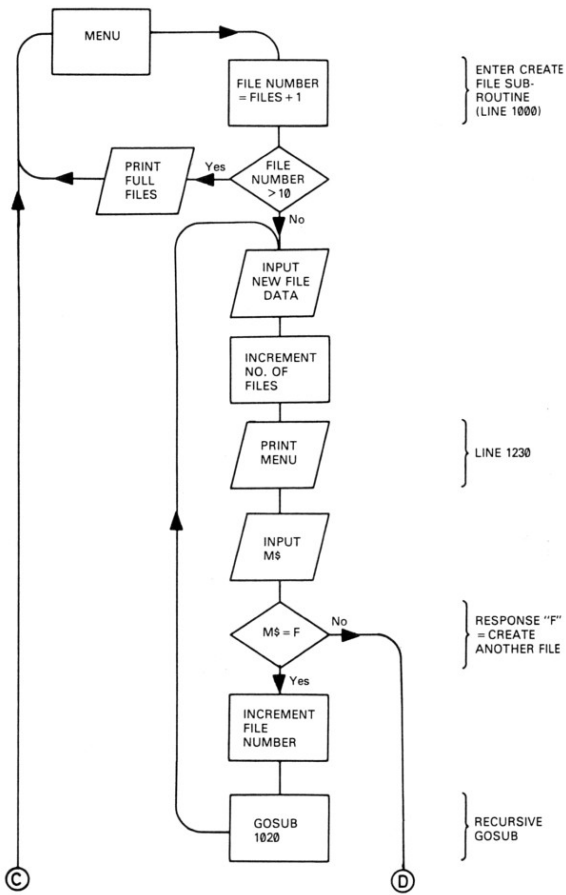 MENU
FILE NUMBER
= FILES + 1
ENTER CREATE
FILE SUB-
ROUTINE
(LINE 1000)
PRINT
FULL
FILES
Yes
FILE
NUMBER
> 10
No
INPUT
NEW FILE
DATA
INCREMENT
NO. OF
FILES
PRINT
MENU
LINE 1230
INPUT
M$
M$ = F
No
RESPONSE "F"
= CREATE
ANOTHER FILE
Yes
INCREMENT
FILE
NUMBER
GOSUB
1020
RECURSIVE
GOSUB
C
D